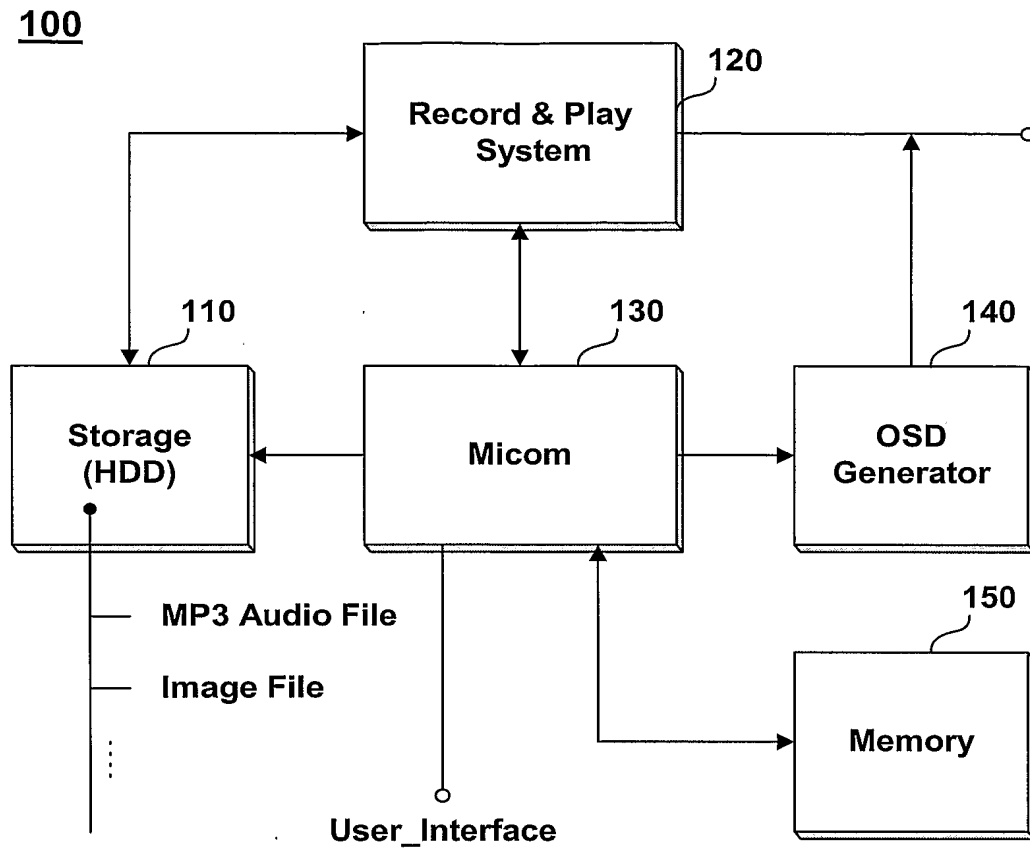 100
120
Record & Play
System
110
130
140
Storage
(HDD)
Micom
OSD
Generator
MP3 Audio File
Image File
150
Memory
User_Interface